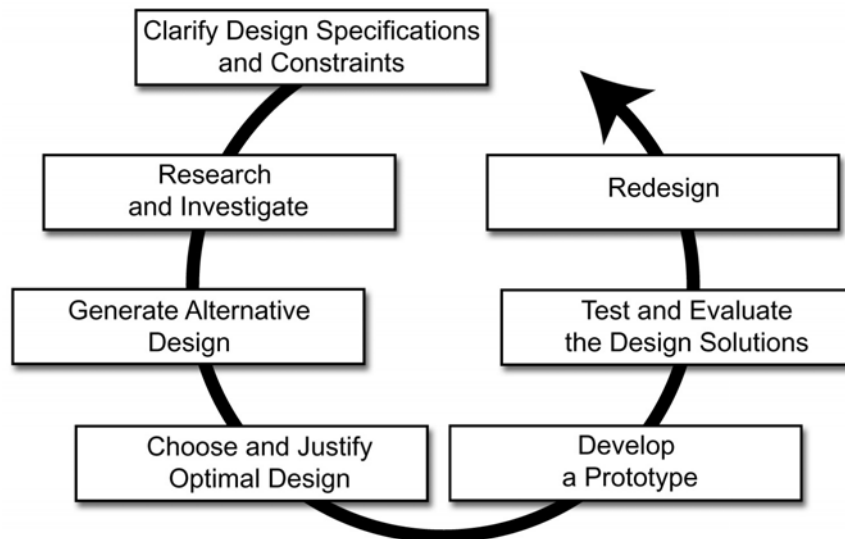 Clarify Design Specifications
and Constraints
Research
and Investigate
Generate Alternative
Design
Choose and Justify
Optimal Design
Develop
a Prototype
Test and Evaluate
the Design Solutions
Redesign